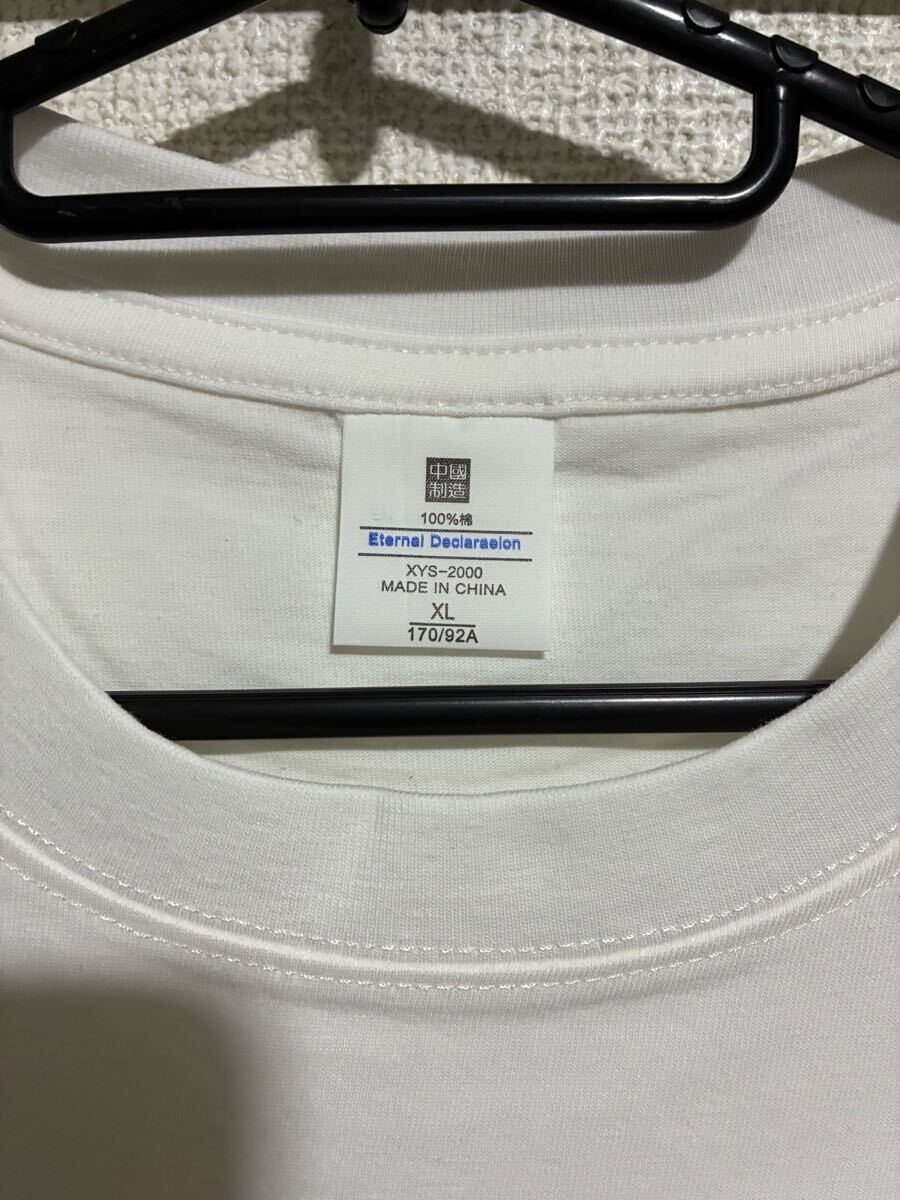 中國
制造
100%棉
Eternal Declaraeion
XYS-2000
MADE IN CHINA
XL
170/92A